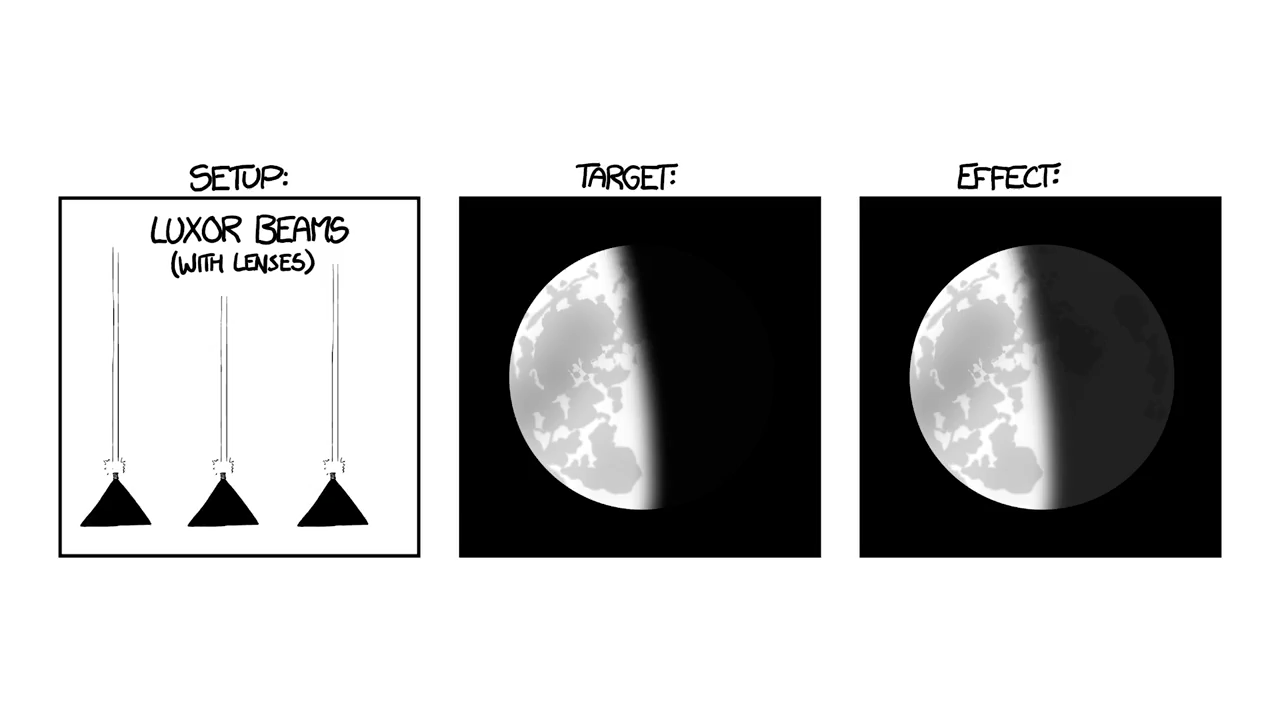 SETUP:
LUXOR BEAMS
(WITH LENSES)
TARGET:
EFFECT: